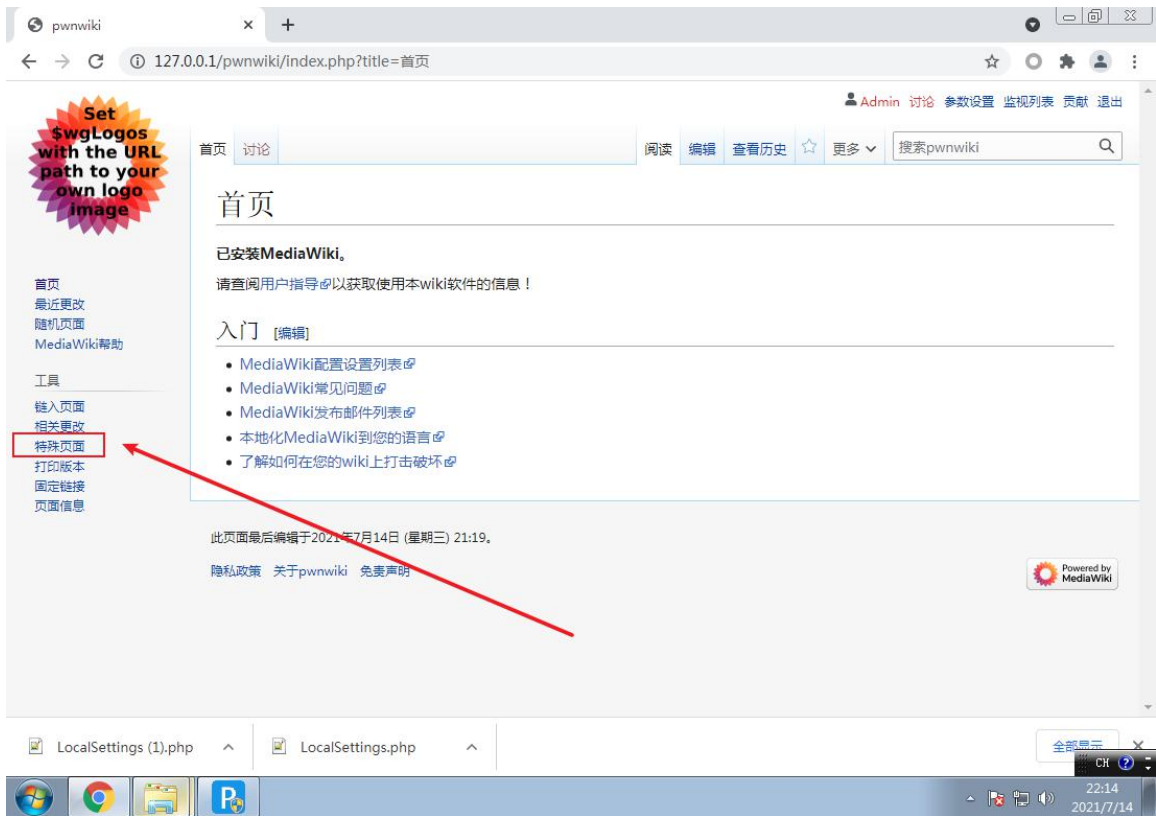 pwnwiki
127.0.0.1/pwnwiki/index.php?title=首页
Admin 讨论 参数设置 监视列表 贡献 退出
Set
$wgLogos
with the URL
path to your
own logo
image
首页 讨论 阅读 编辑 查看历史 更多 搜索pwnwiki
首页
已安装MediaWiki。
请查阅用户指导以获取使用本wiki软件的信息！
入门 [编辑]
MediaWiki配置设置列表
MediaWiki常见问题
MediaWiki发布邮件列表
本地化MediaWiki到您的语言
了解如何在您的wiki上打击破坏
首页
最近更改
随机页面
MediaWiki帮助
工具
链入页面
相关更改
特殊页面
打印版本
固定链接
页面信息
此页面最后编辑于2021年7月14日 (星期三) 21:19。
隐私政策 关于pwnwiki 免责声明
Powered by
MediaWiki
LocalSettings (1).php LocalSettings.php 全部显示
CH
22:14
2021/7/14